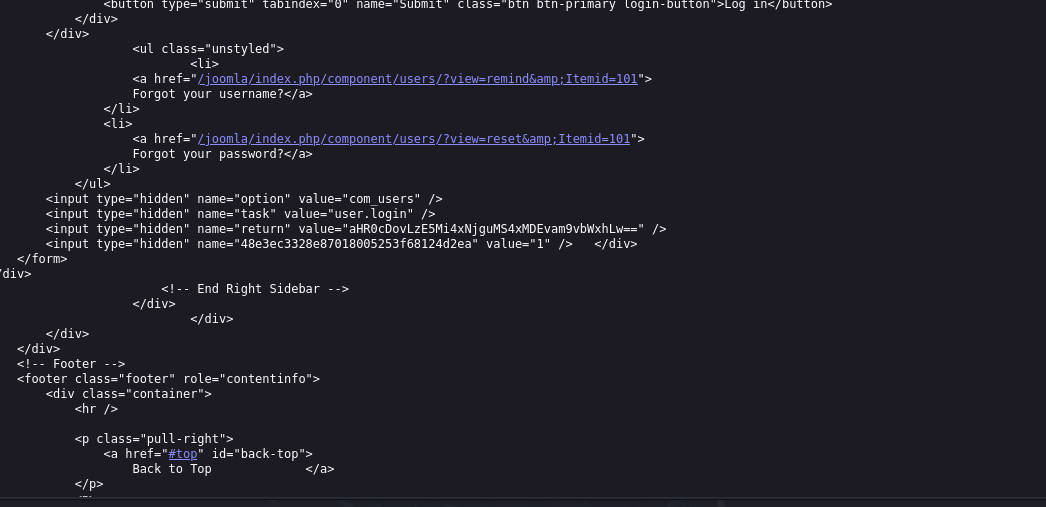 <button type="submit" tabindex="0" name="Submit" class="btn btn-primary login-button">Log in</button>
</div>
</div>
<ul class="unstyled">
<li>
<a href="/joomla/index.php/component/users/?view=remind&amp;Itemid=101">
Forgot your username?</a>
</li>
<li>
<a href="/joomla/index.php/component/users/?view=reset&amp;Itemid=101">
Forgot your password?</a>
</li>
</ul>
<input type="hidden" name="option" value="com_users" />
<input type="hidden" name="task" value="user.login" />
<input type="hidden" name="return" value="aHR0cDovLzE5Mi4xNjguMS4xMDEvam9vbWxhLw==" />
<input type="hidden" name="48e3ec3328e87018005253f68124d2ea" value="1" /> </div>
</form>
/div>
<!-- End Right Sidebar -->
</div>
</div>
</div>
</div>
<!-- Footer -->
<footer class="footer" role="contentinfo">
<div class="container">
<hr />
<p class="pull-right">
<a href="#top" id="back-top">
Back to Top </a>
</p>